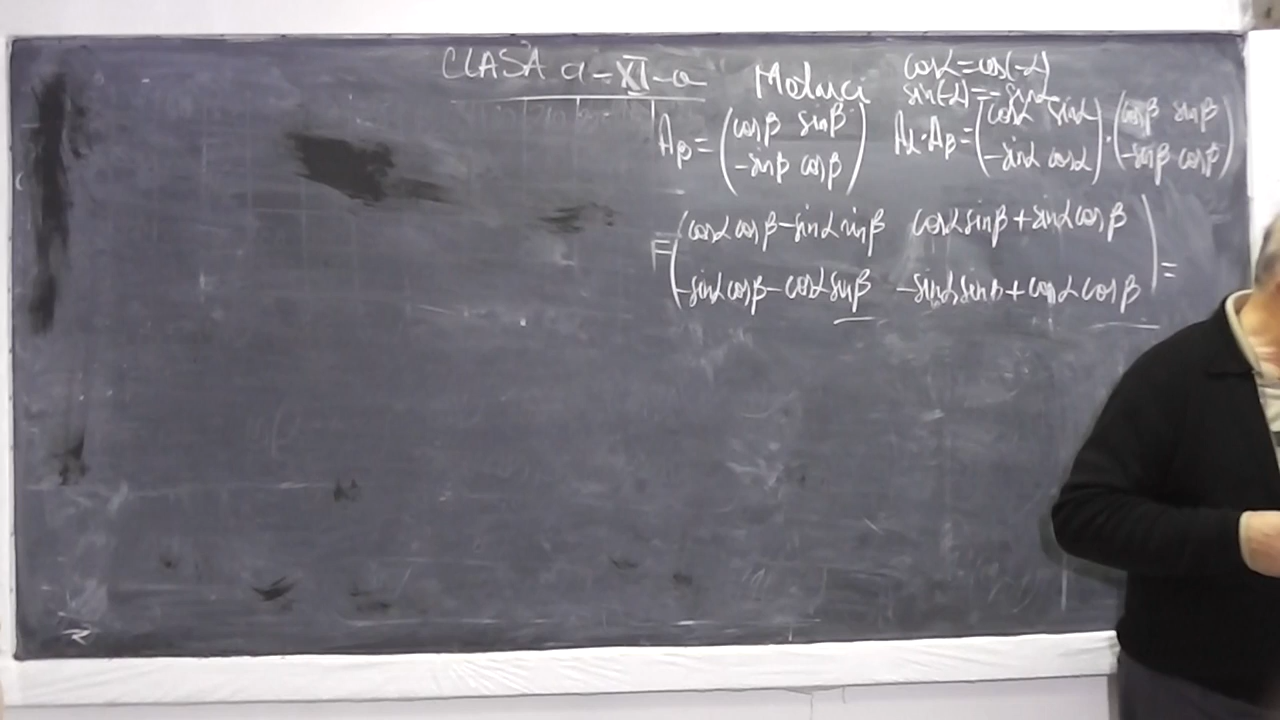 CLASA a-XI-a Matrici
cosα=cos(-α)
sin(-α)=-sinα
A_β = (cosβ sinβ
-sinβ cosβ)
A_α·A_β = (cosα sinα
-sinα cosα) · (cosβ sinβ
-sinβ cosβ)
= (cosα cosβ-sinα sinβ cosα sinβ + sinα cosβ
-sinα cosβ - cosα sinβ -sinα sinβ + cosα cosβ) =